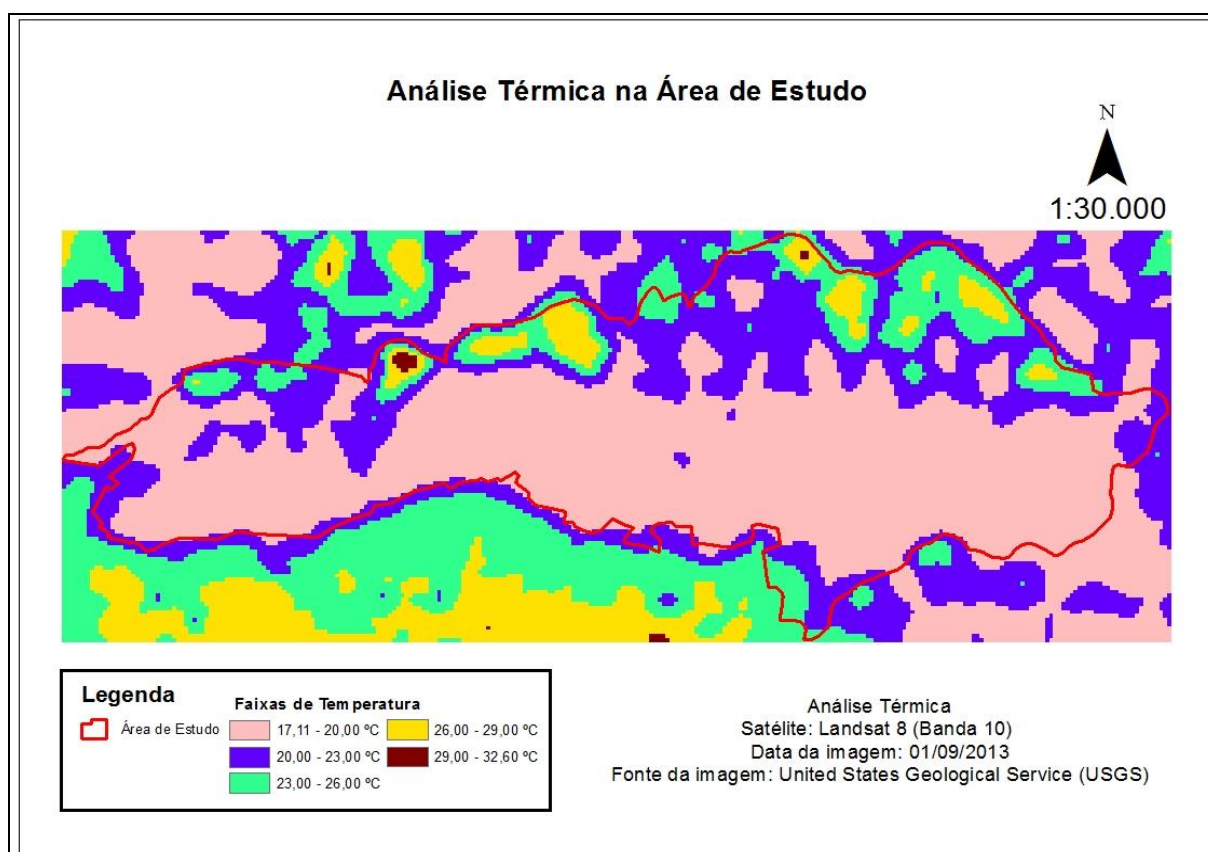 Análise Térmica na Área de Estudo
N
1:30.000
Legenda
Área de Estudo
Faixas de Temperatura
17,11 - 20,00 ºC
20,00 - 23,00 ºC
23,00 - 26,00 ºC
26,00 - 29,00 ºC
29,00 - 32,60 ºC
Análise Térmica
Satélite: Landsat 8 (Banda 10)
Data da imagem: 01/09/2013
Fonte da imagem: United States Geological Service (USGS)